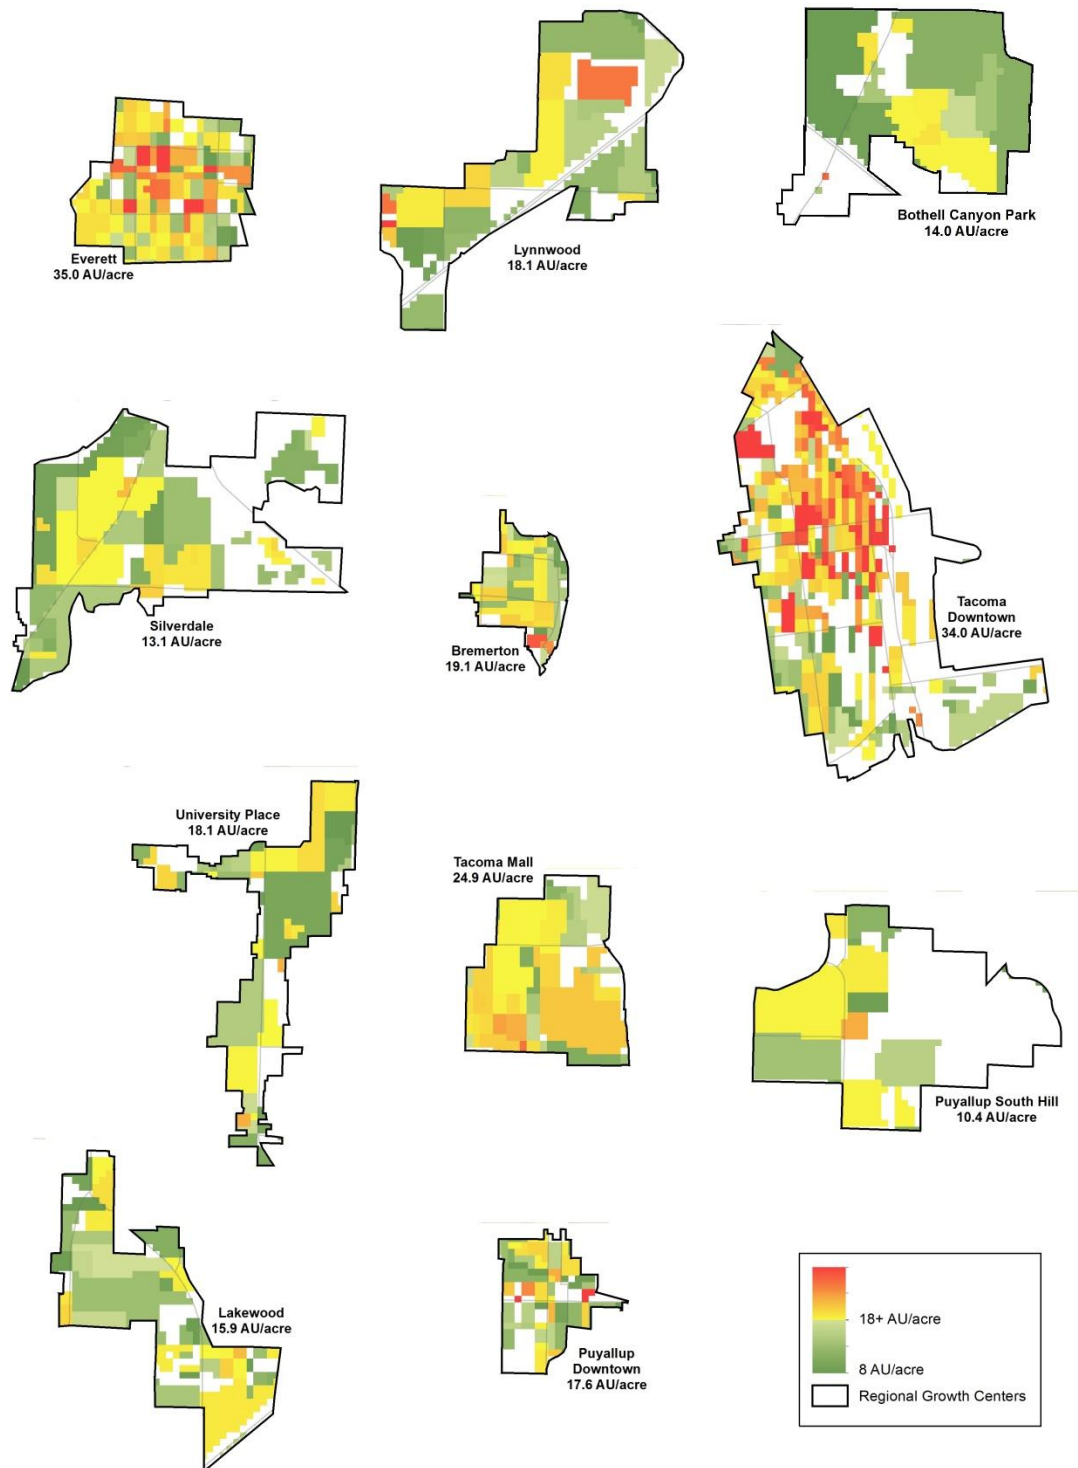 Everett
35.0 AU/acre
Lynnwood
18.1 AU/acre
Bothell Canyon Park
14.0 AU/acre
Silverdale
13.1 AU/acre
Bremerton
19.1 AU/acre
Tacoma
Downtown
34.0 AU/acre
University Place
18.1 AU/acre
Tacoma Mall
24.9 AU/acre
Puyallup South Hill
10.4 AU/acre
Lakewood
15.9 AU/acre
Puyallup
Downtown
17.6 AU/acre
18+ AU/acre
8 AU/acre
Regional Growth Centers